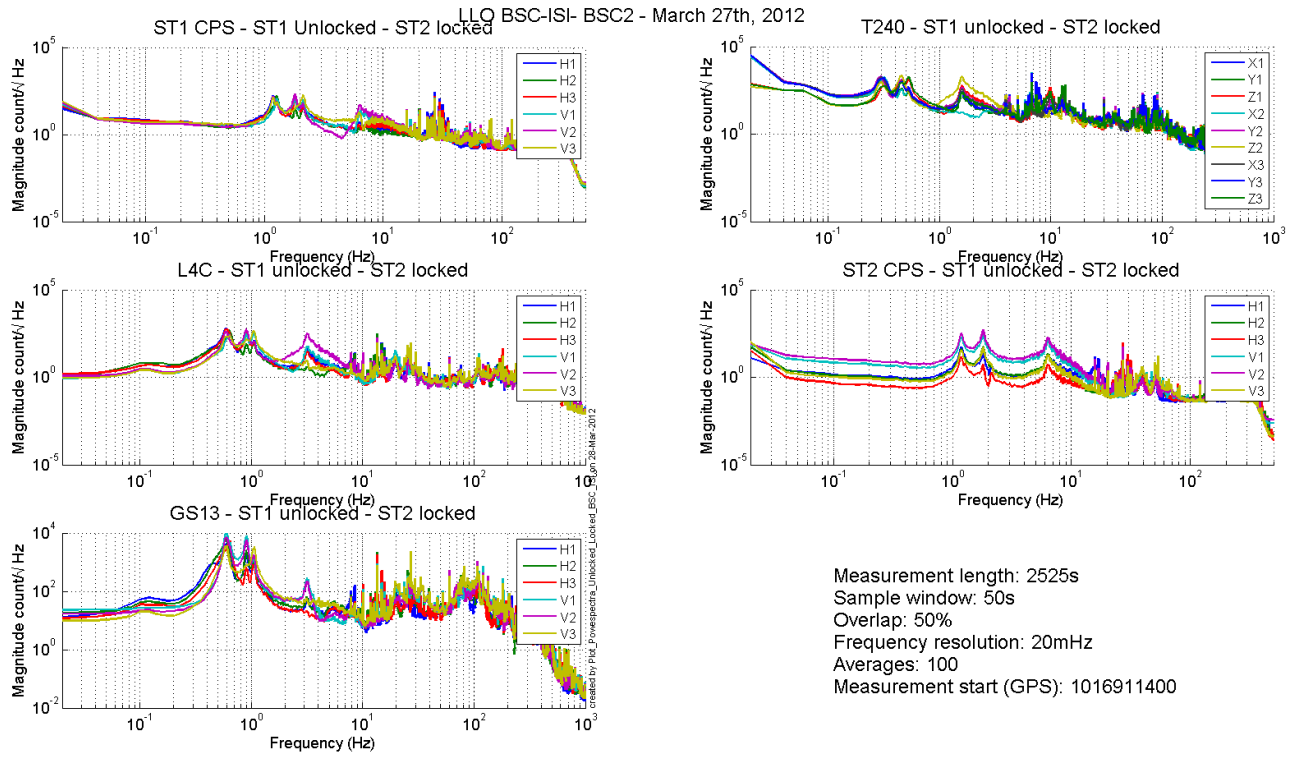 LLO BSC-ISI- BSC2 - March 27th, 2012
ST1 CPS - ST1 Unlocked - ST2 locked
Magnitude count/√ Hz
10^5
10^0
10^-5
10^-1
10^0
10^1
10^2
Frequency (Hz)
H1
H2
H3
V1
V2
V3
T240 - ST1 unlocked - ST2 locked
Magnitude count/√ Hz
10^5
10^0
10^-5
10^-1
10^0
10^1
10^2
10^3
Frequency (Hz)
X1
Y1
Z1
X2
Y2
Z2
X3
Y3
Z3
L4C - ST1 unlocked - ST2 locked
Magnitude count/√ Hz
10^5
10^0
10^-5
10^-1
10^0
10^1
10^2
10^3
Frequency (Hz)
H1
H2
H3
V1
V2
V3
ST2 CPS - ST1 unlocked - ST2 locked
Magnitude count/√ Hz
10^5
10^0
10^-5
10^-1
10^0
10^1
10^2
Frequency (Hz)
H1
H2
H3
V1
V2
V3
GS13 - ST1 unlocked - ST2 locked
Magnitude count/√ Hz
10^4
10^2
10^0
10^-2
10^-1
10^0
10^1
10^2
10^3
Frequency (Hz)
H1
H2
H3
V1
V2
V3
created by Plot_Powespectra_Unlocked_Locked_BSC_ISI on 28-Mar-2012
Measurement length: 2525s
Sample window: 50s
Overlap: 50%
Frequency resolution: 20mHz
Averages: 100
Measurement start (GPS): 1016911400